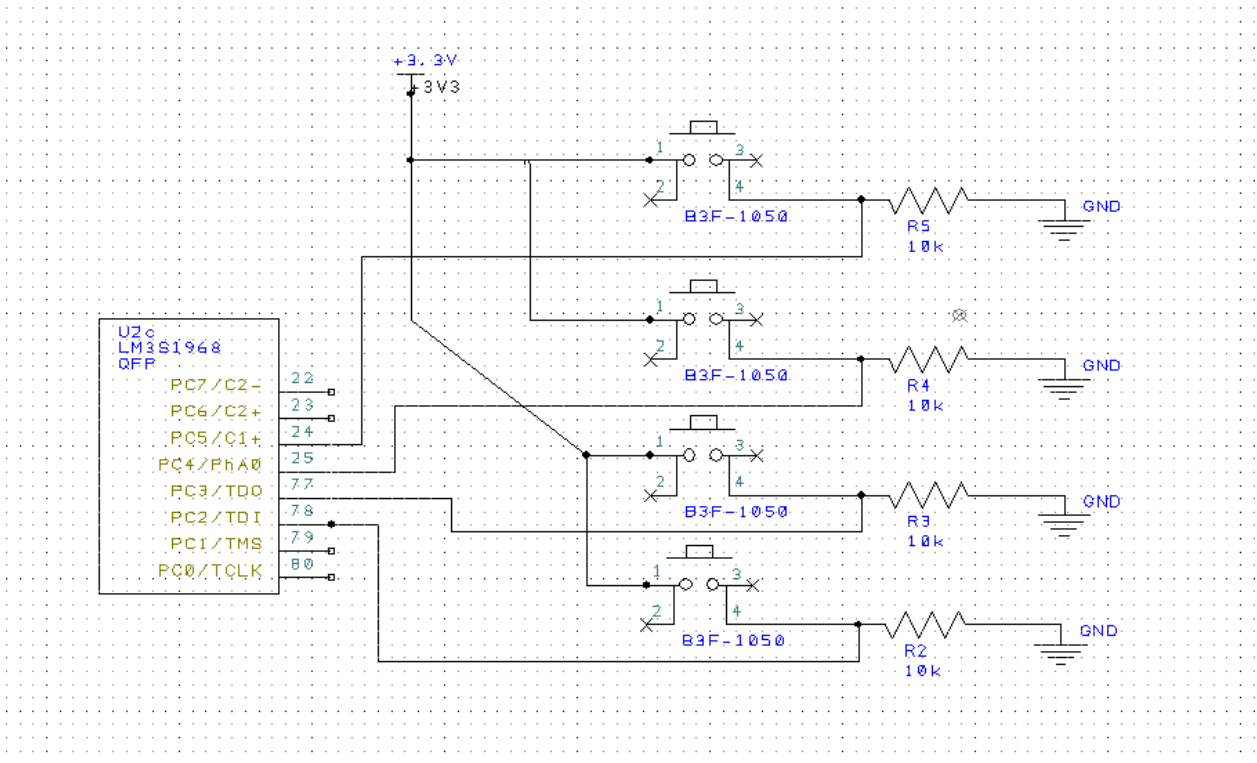 +3.3V
+3V3
1
3
2
4
B3F-1050
GND
R5
10k
1
3
2
4
B3F-1050
GND
R4
10k
U2c
LM3S1968
QFP
PC7/C2-
22
PC6/C2+
23
PC5/C1+
24
PC4/PhA0
25
PC3/TDO
77
PC2/TDI
78
PC1/TMS
79
PC0/TCLK
80
1
3
2
4
B3F-1050
GND
R3
10k
1
3
2
4
B3F-1050
GND
R2
10k